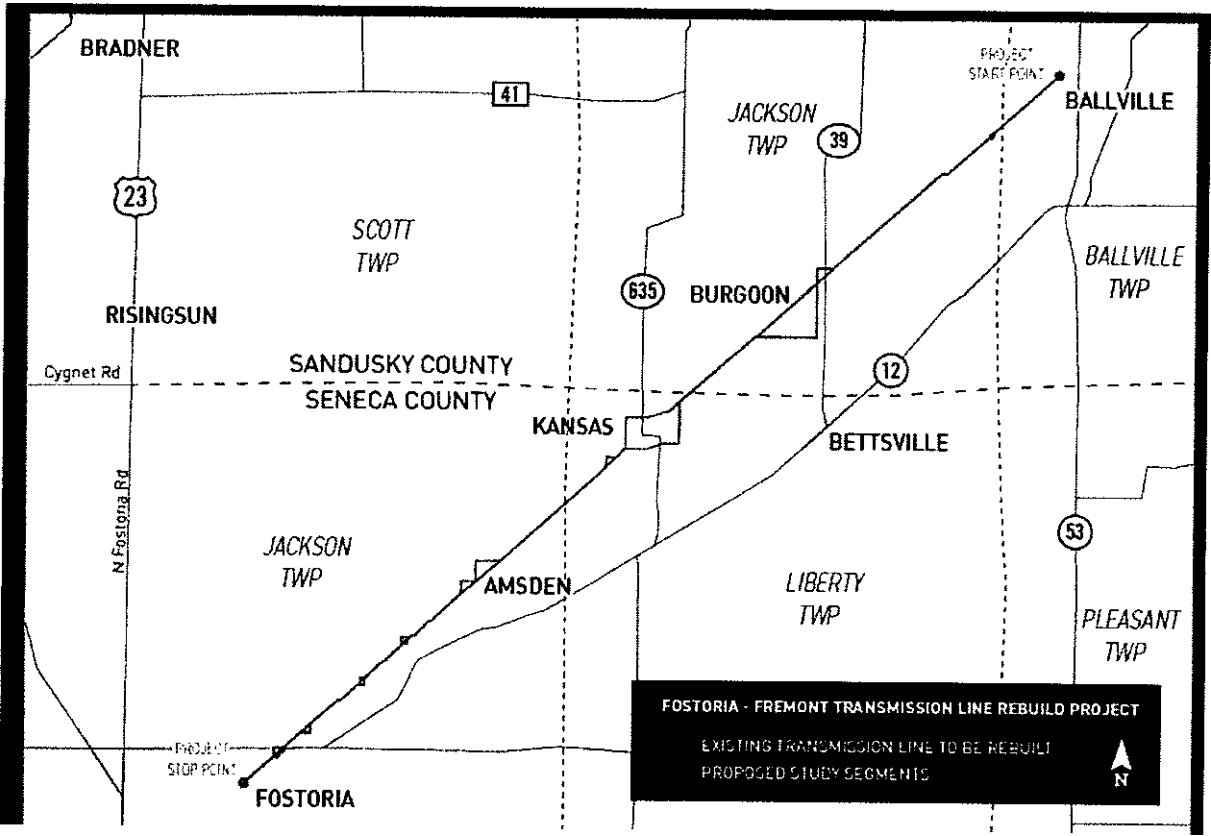 BRADNER
PROJECT
START POINT
BALLVILLE
41
JACKSON
TWP
39
23
SCOTT
TWP
BALLVILLE
TWP
635
BURGOON
RISINGSUN
SANDUSKY COUNTY
Cygnet Rd
12
SENECA COUNTY
KANSAS
BETTSVILLE
N Fostoria Rd
53
JACKSON
TWP
AMSDEN
LIBERTY
TWP
PLEASANT
TWP
FOSTORIA - FREMONT TRANSMISSION LINE REBUILD PROJECT
EXISTING TRANSMISSION LINE TO BE REBUILT
PROPOSED STUDY SEGMENTS
N
PROJECT
STOP POINT
FOSTORIA